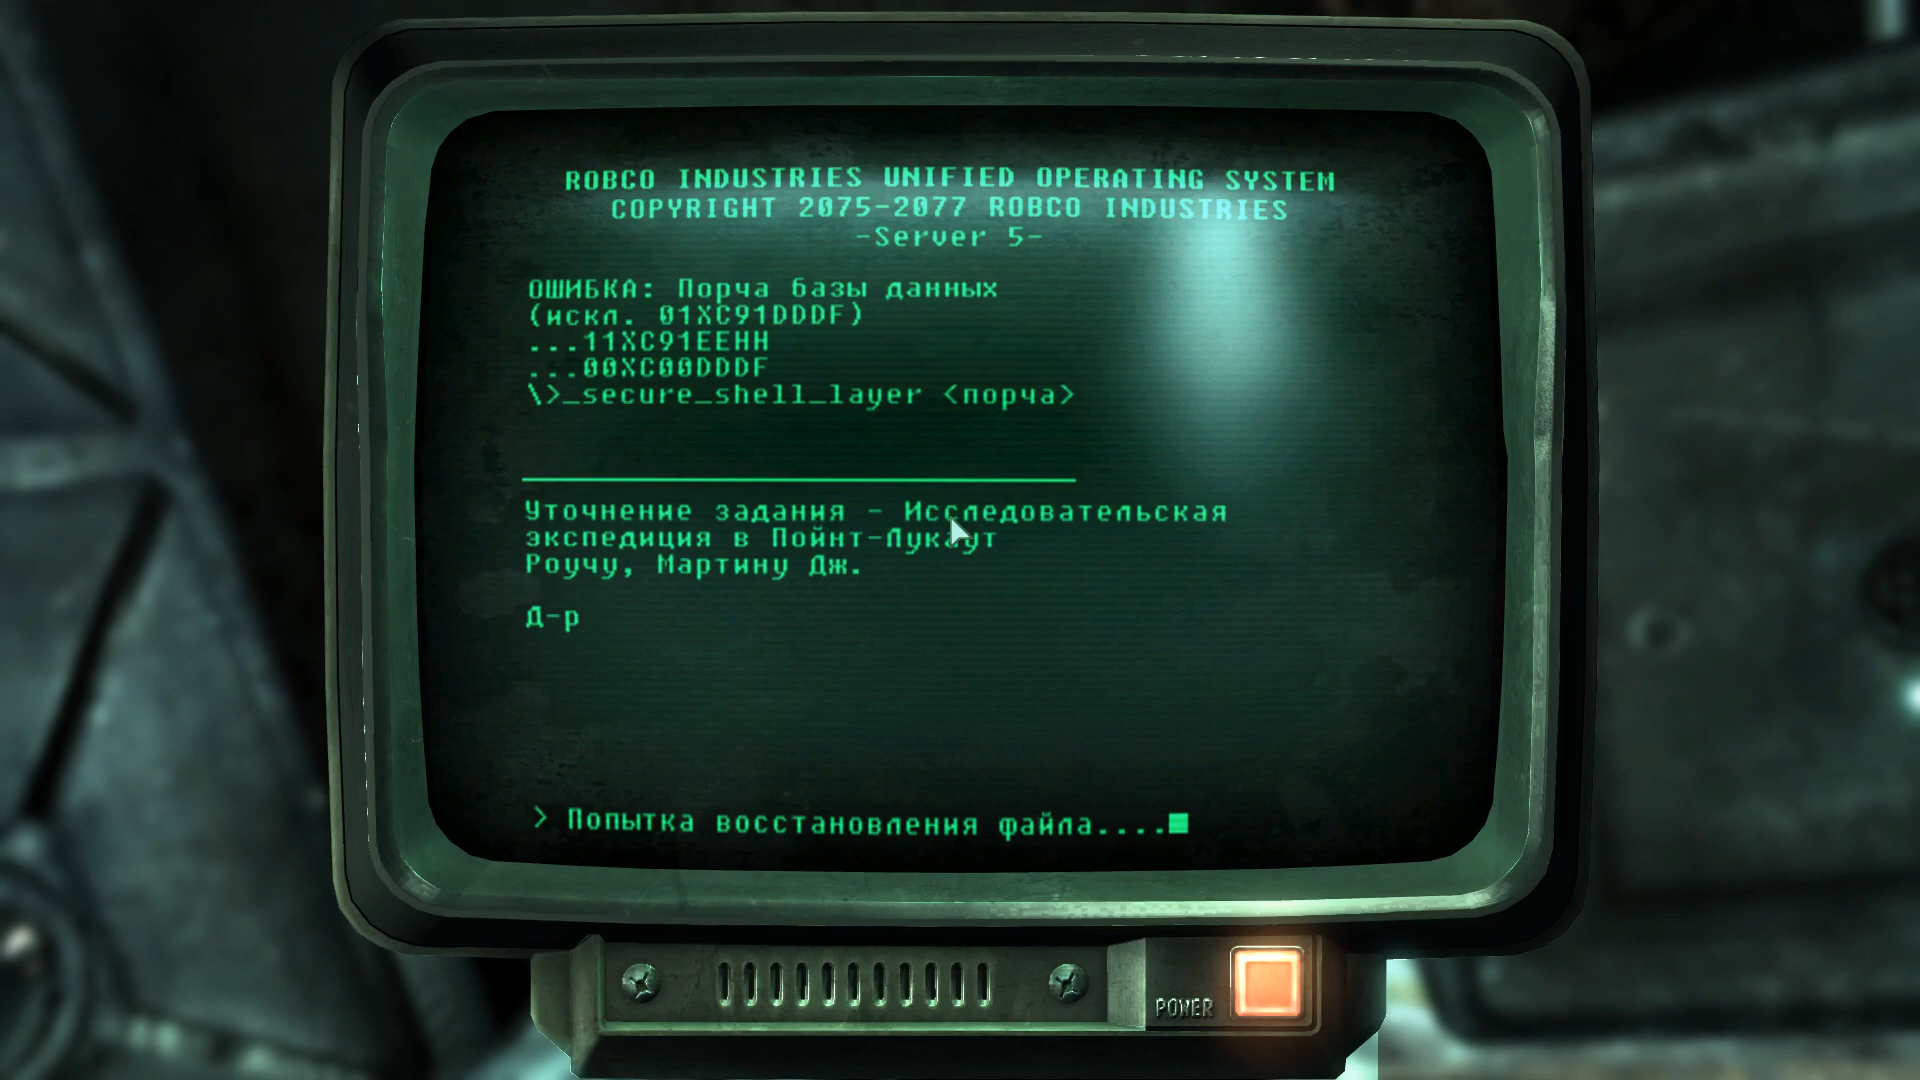 ROBCO INDUSTRIES UNIFIED OPERATING SYSTEM
COPYRIGHT 2075-2077 ROBCO INDUSTRIES
-Server 5-
ОШИБКА: Порча базы данных
(искл. 01XC91DDDF)
...11XC91EEHH
...00XC00DDDF
\>_secure_shell_layer <порча>
Уточнение задания - Исследовательская
экспедиция в Пойнт-Лукаут
Роучу, Мартину Дж.
Д-р
> Попытка восстановления файла....
POWER